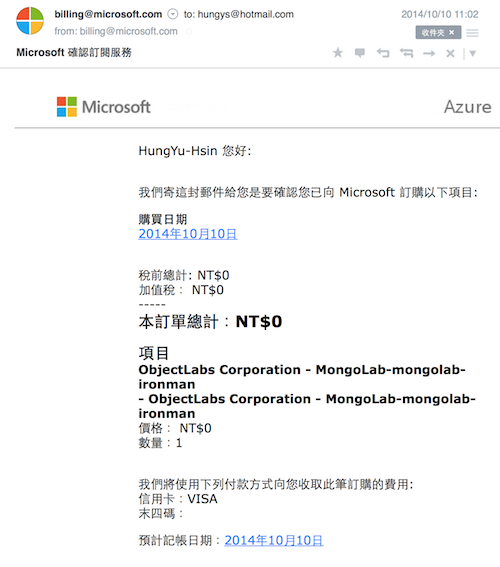 billing@microsoft.com to: hungys@hotmail.com 2014/10/10 11:02
from: billing@microsoft.com 收件夾 ×
Microsoft 確認訂閱服務
Microsoft Azure
HungYu-Hsin 您好:
我們寄這封郵件給您是要確認您已向 Microsoft 訂購以下項目:
購買日期
2014年10月10日
稅前總計: NT$0
加值稅： NT$0
-----
本訂單總計：NT$0
項目
ObjectLabs Corporation - MongoLab-mongolab-
ironman
- ObjectLabs Corporation - MongoLab-mongolab-
ironman
價格： NT$0
數量：1
我們將使用下列付款方式向您收取此筆訂購的費用:
信用卡：VISA
末四碼：
預計記帳日期：2014年10月10日